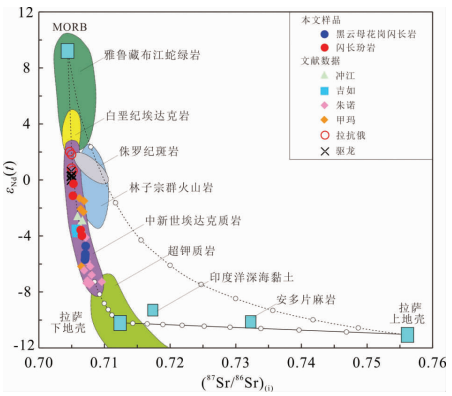 MORB
雅鲁藏布江蛇绿岩
白垩纪埃达克岩
侏罗纪斑岩
林子宗群火山岩
中新世埃达克质岩
超钾质岩
印度洋深海黏土
安多片麻岩
拉萨
下地壳
拉萨
上地壳
本文样品
黑云母花岗闪长岩
闪长玢岩
文献数据
冲江
吉如
朱诺
甲玛
拉抗俄
驱龙
εNd(t)
12
8
4
0
-4
-8
-12
0.70
0.71
0.72
0.73
0.74
0.75
0.76
(87Sr/86Sr)(i)